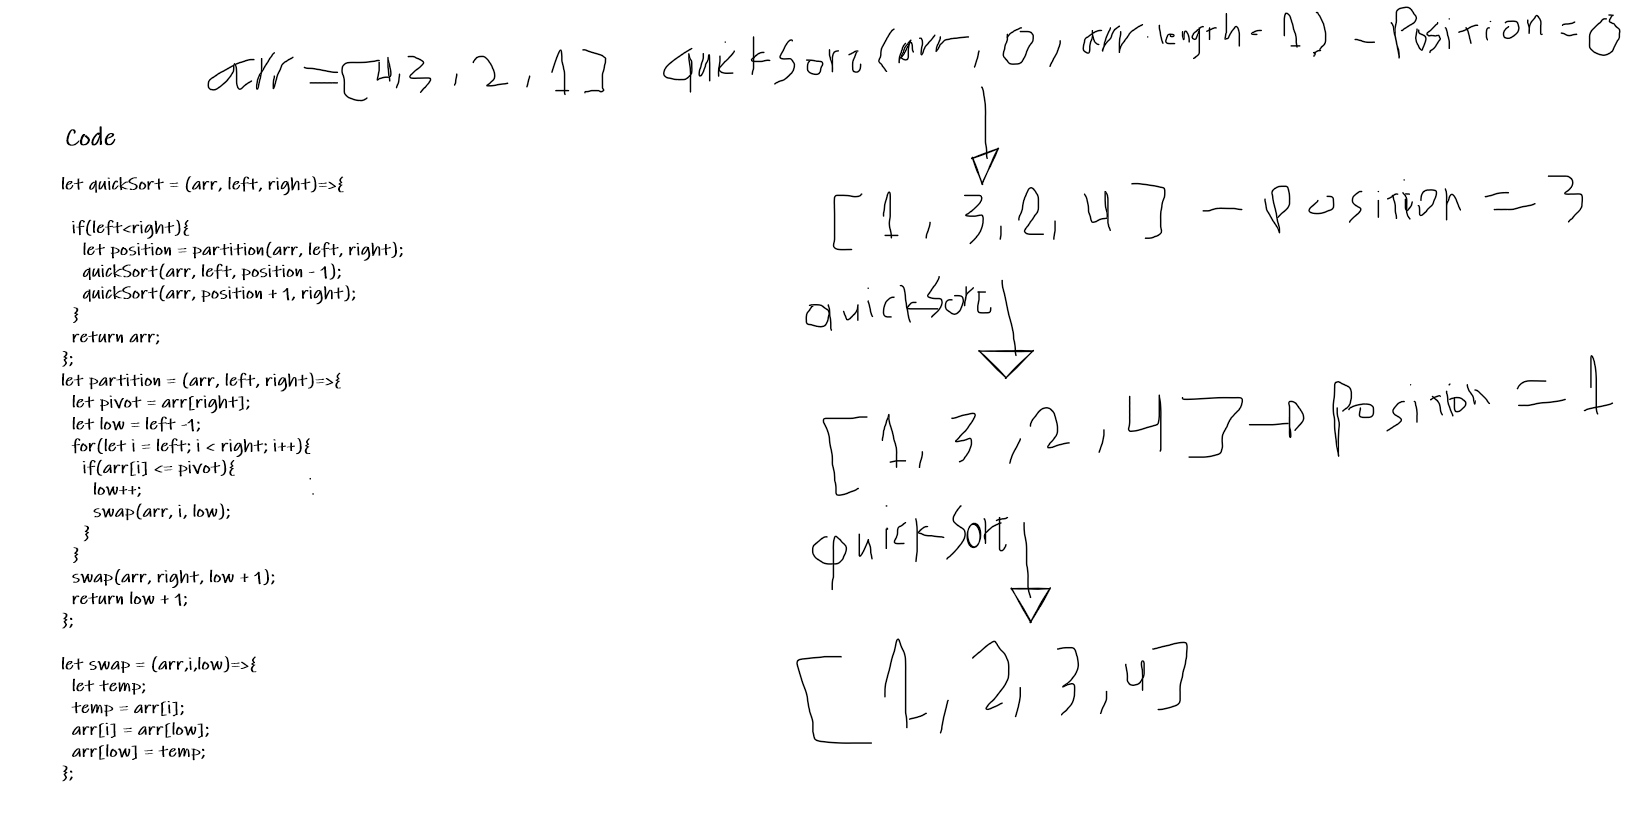 arr = [4,3, 2, 1] quickSort(arr, 0, arr.length - 1) - Position = 0
Code
let quickSort = (arr, left, right)=>{
if(left<right){
let position = partition(arr, left, right);
quickSort(arr, left, position - 1);
quickSort(arr, position + 1, right);
}
return arr;
};
let partition = (arr, left, right)=>{
let pivot = arr[right];
let low = left -1;
for(let i = left; i < right; i++){
if(arr[i] <= pivot){
low++;
swap(arr, i, low);
}
}
swap(arr, right, low + 1);
return low + 1;
};
let swap = (arr,i,low)=>{
let temp;
temp = arr[i];
arr[i] = arr[low];
arr[low] = temp;
};
[1, 3,2,4] - Position = 3
quickSort
[1, 3,2,4] → Position = 1
quickSort
[1, 2, 3, 4]